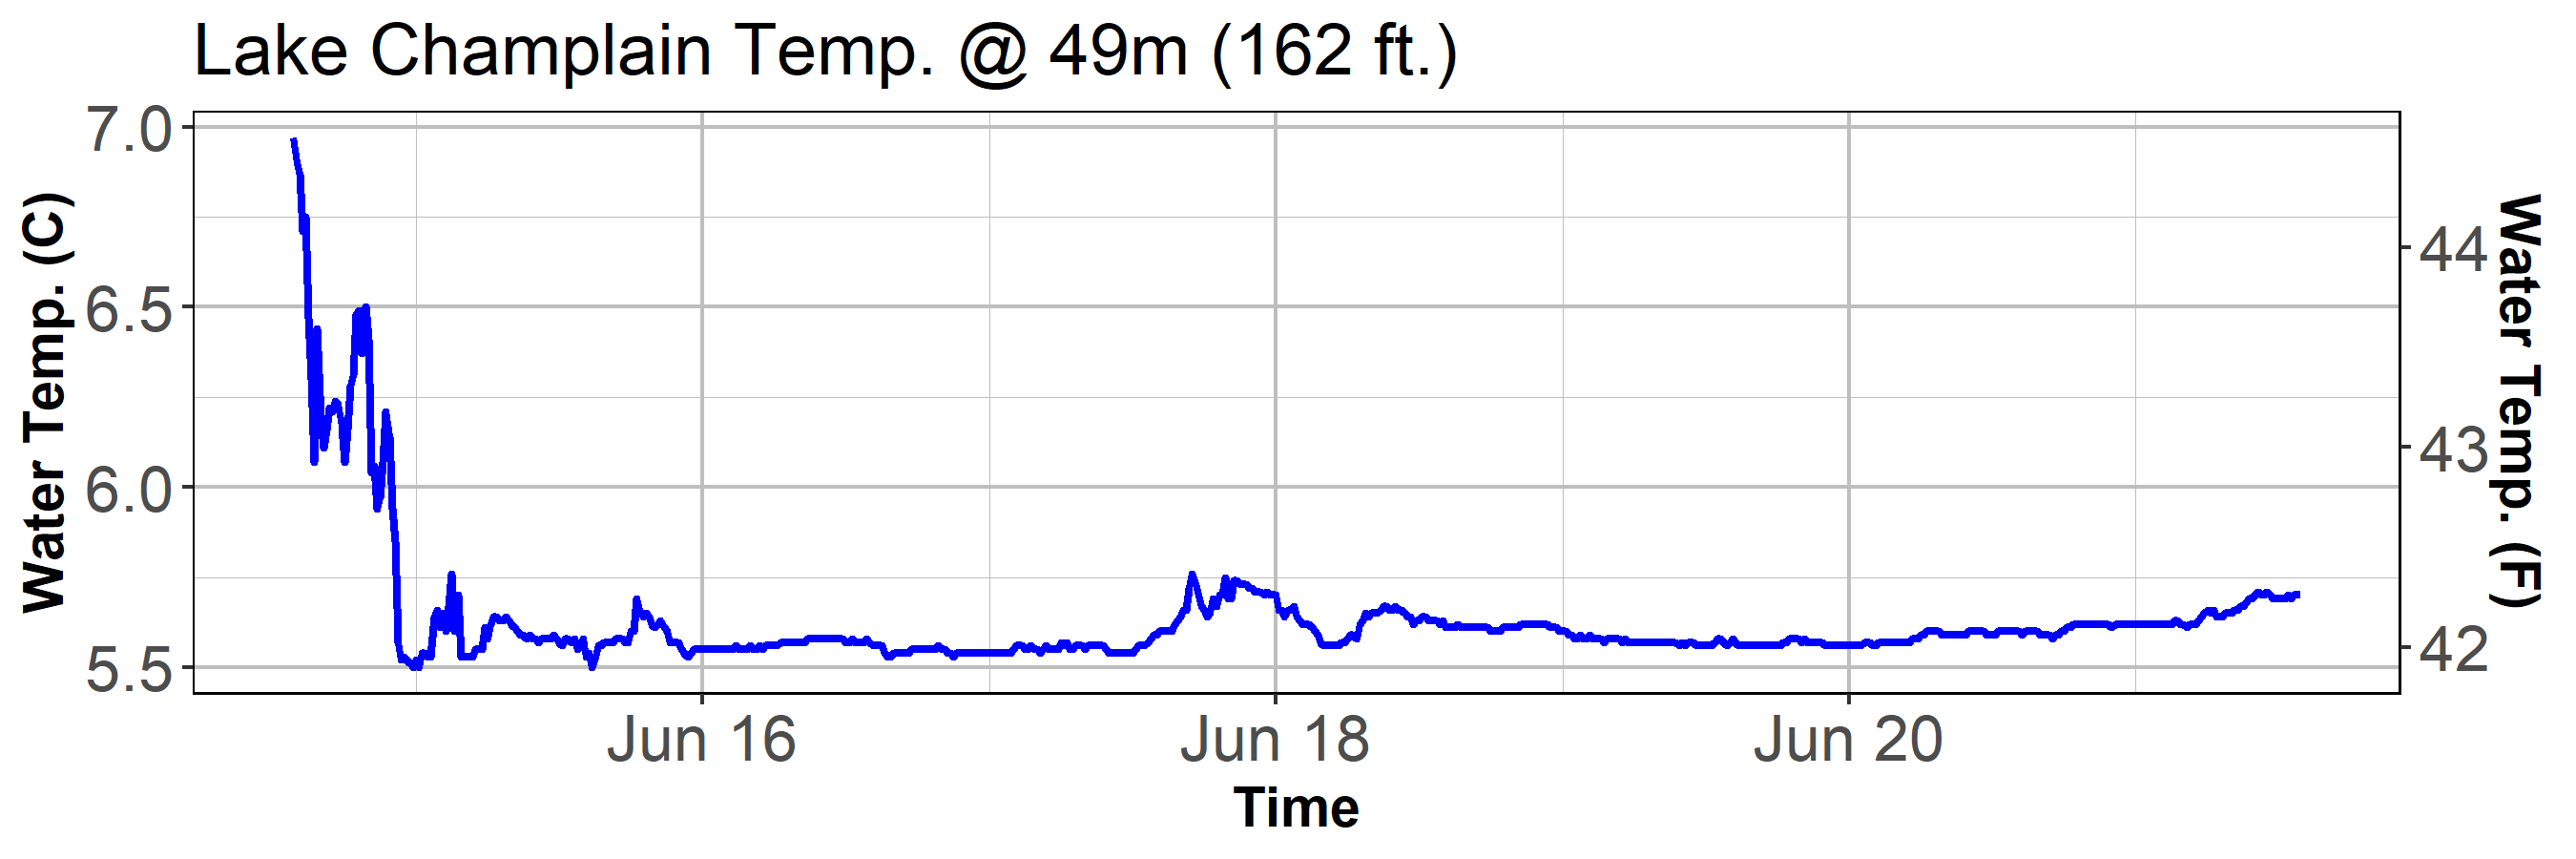 Lake Champlain Temp. @ 49m (162 ft.)
Water Temp. (C)
7.0
6.5
6.0
5.5
44
43
42
Water Temp. (F)
Jun 16 Jun 18 Jun 20
Time